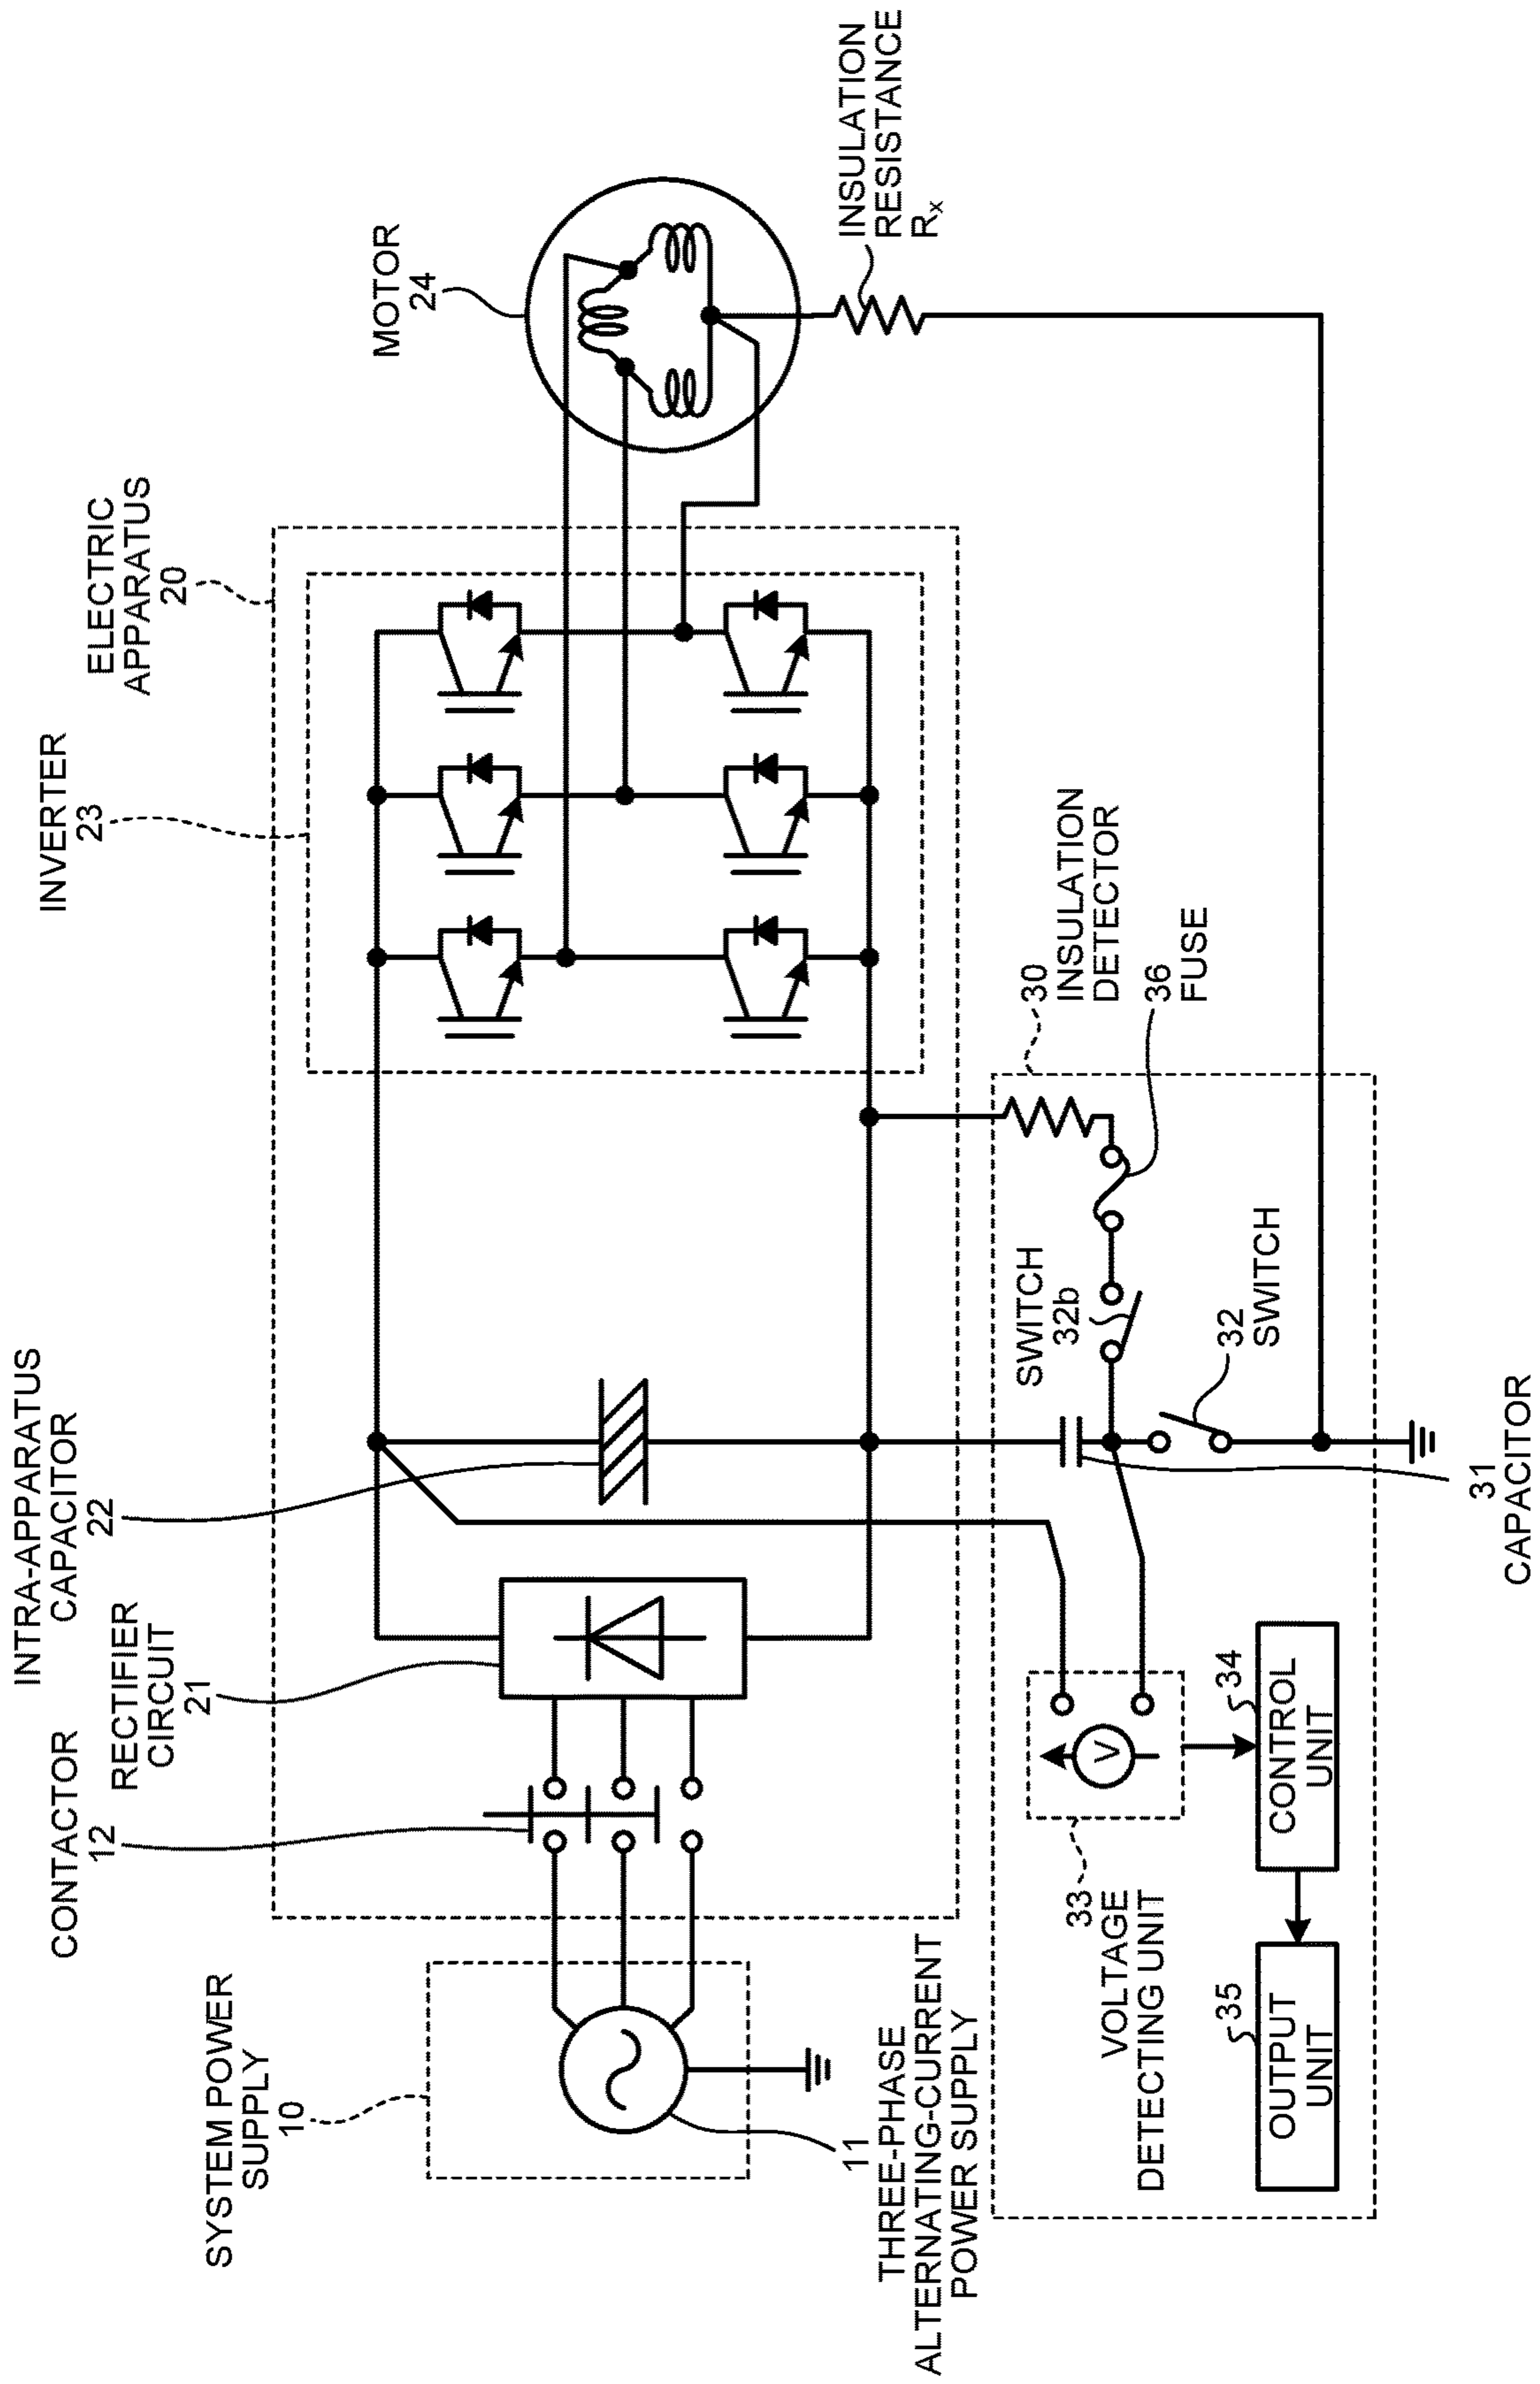 SYSTEM POWER
SUPPLY
10
CONTACTOR
12
RECTIFIER
CIRCUIT
21
INTRA-APPARATUS
CAPACITOR
22
INVERTER
23
ELECTRIC
APPARATUS
20
MOTOR
24
INSULATION
RESISTANCE
Rx
11
THREE-PHASE
ALTERNATING-CURRENT
POWER SUPPLY
30
INSULATION
DETECTOR
36
FUSE
SWITCH
32b
32
SWITCH
31
CAPACITOR
V
33
VOLTAGE
DETECTING UNIT
34
CONTROL
UNIT
35
OUTPUT
UNIT